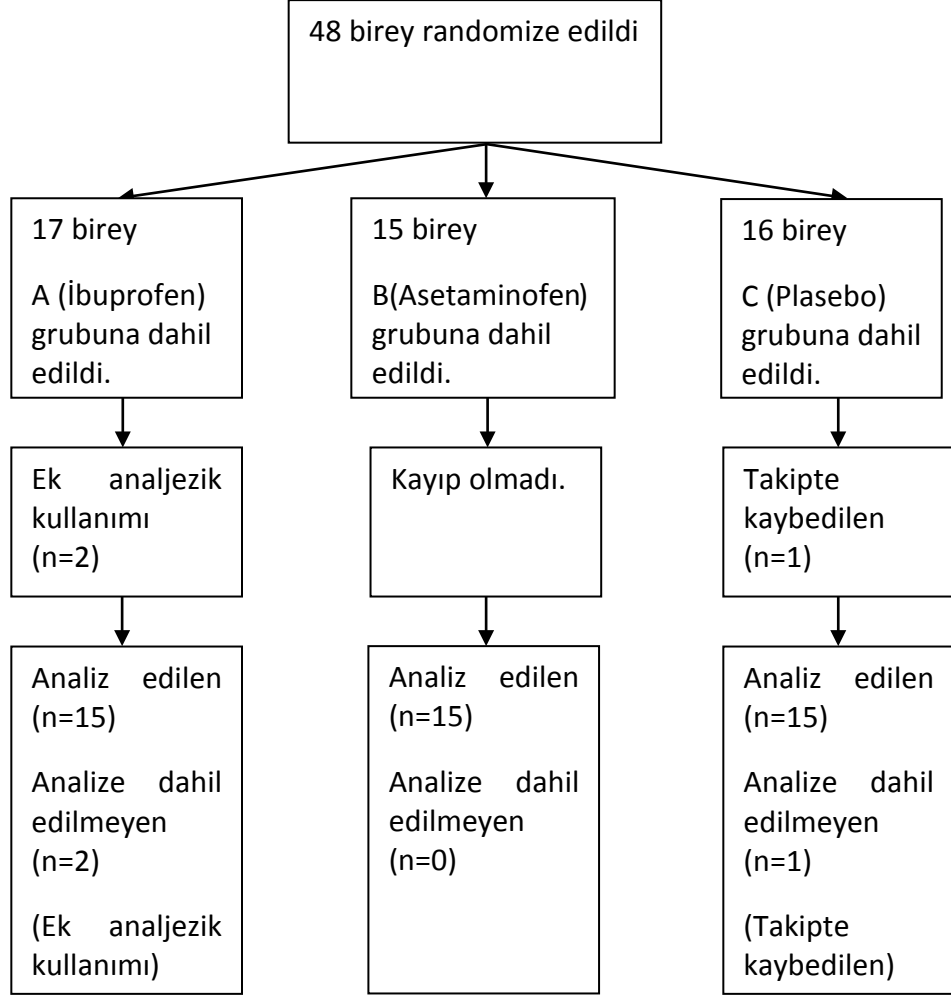 48 birey randomize edildi
17 birey
A (İbuprofen)
grubuna dahil
edildi.
15 birey
B(Asetaminofen)
grubuna dahil
edildi.
16 birey
C (Plasebo)
grubuna dahil
edildi.
Ek analjezik
kullanımı
(n=2)
Kayıp olmadı.
Takipte
kaybedilen
(n=1)
Analiz edilen
(n=15)
Analize dahil
edilmeyen
(n=2)
(Ek analjezik
kullanımı)
Analiz edilen
(n=15)
Analize dahil
edilmeyen
(n=0)
Analiz edilen
(n=15)
Analize dahil
edilmeyen
(n=1)
(Takipte
kaybedilen)